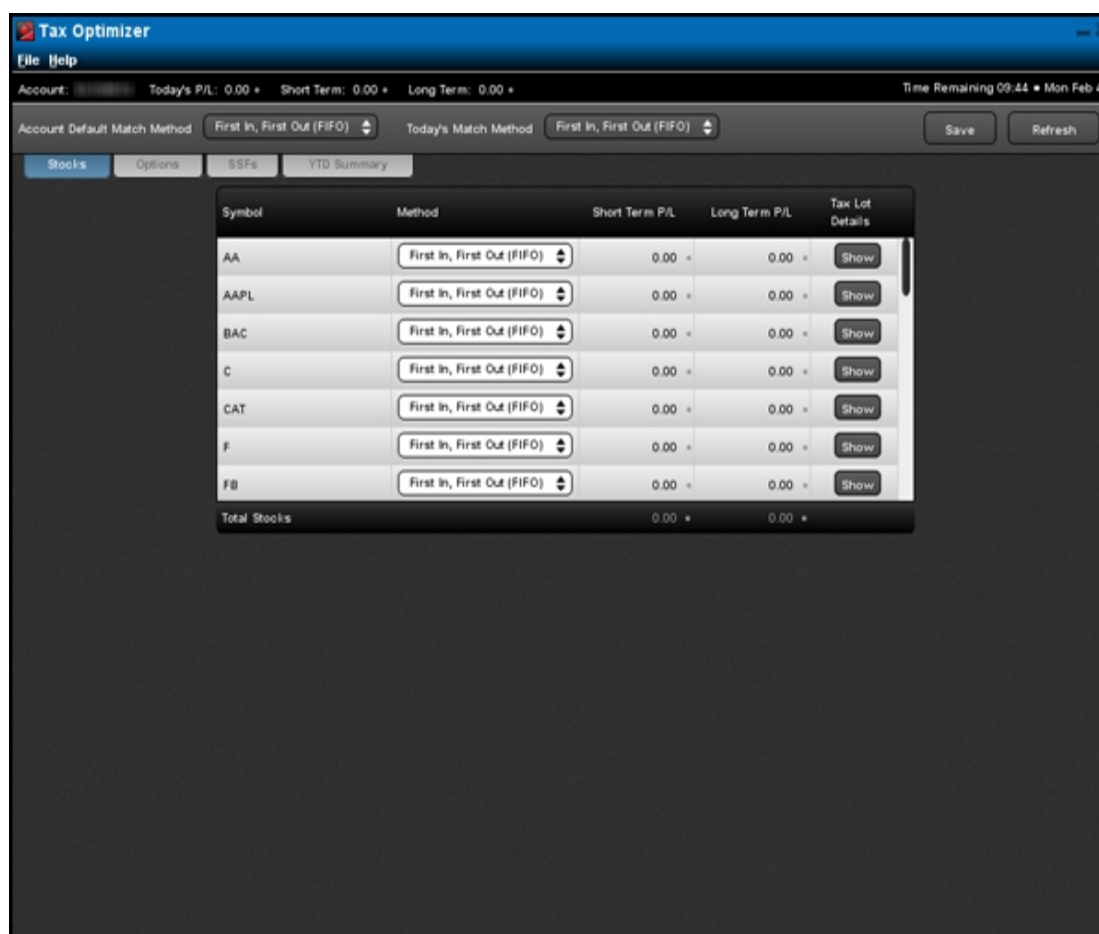 Tax Optimizer
File Help
Account: Today's P/L: 0.00 Short Term: 0.00 Long Term: 0.00 Time Remaining 09:44 • Mon Feb
Account Default Match Method First In, First Out (FIFO) Today's Match Method First In, First Out (FIFO) Save Refresh
Stocks Options SSFs YTD Summary
Symbol Method Short Term P/L Long Term P/L Tax Lot Details
AA First In, First Out (FIFO) 0.00 0.00 Show
AAPL First In, First Out (FIFO) 0.00 0.00 Show
BAC First In, First Out (FIFO) 0.00 0.00 Show
C First In, First Out (FIFO) 0.00 0.00 Show
CAT First In, First Out (FIFO) 0.00 0.00 Show
F First In, First Out (FIFO) 0.00 0.00 Show
FB First In, First Out (FIFO) 0.00 0.00 Show
Total Stocks 0.00 0.00